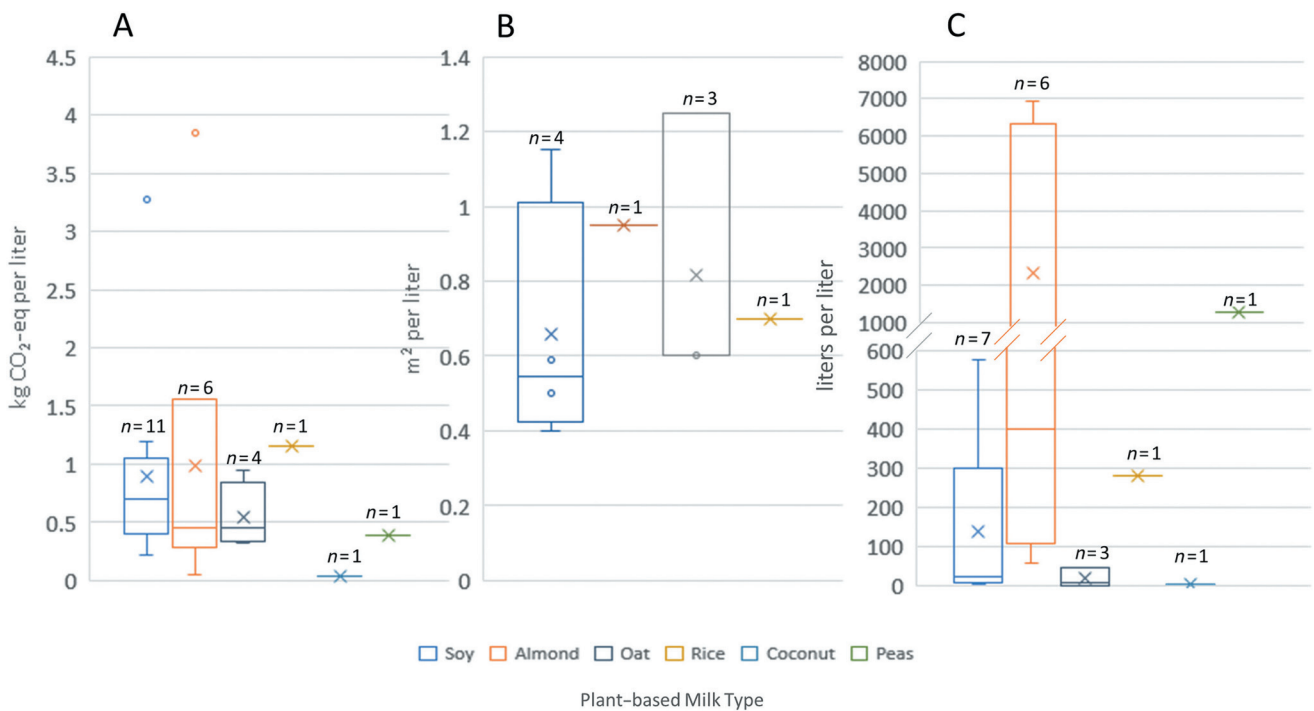 A
B
C
kg CO₂-eq per liter
4.5
4
3.5
3
2.5
2
1.5
1
0.5
0
n=11
n=6
n=4
n=1
n=1
n=1
m² per liter
1.4
1.2
1
0.8
0.6
0.4
0.2
0
n=4
n=1
n=3
n=1
liters per liter
8000
7000
6000
5000
4000
3000
2000
1000
600
500
400
300
200
100
0
n=7
n=6
n=3
n=1
n=1
n=1
Soy Almond Oat Rice Coconut Peas
Plant-based Milk Type